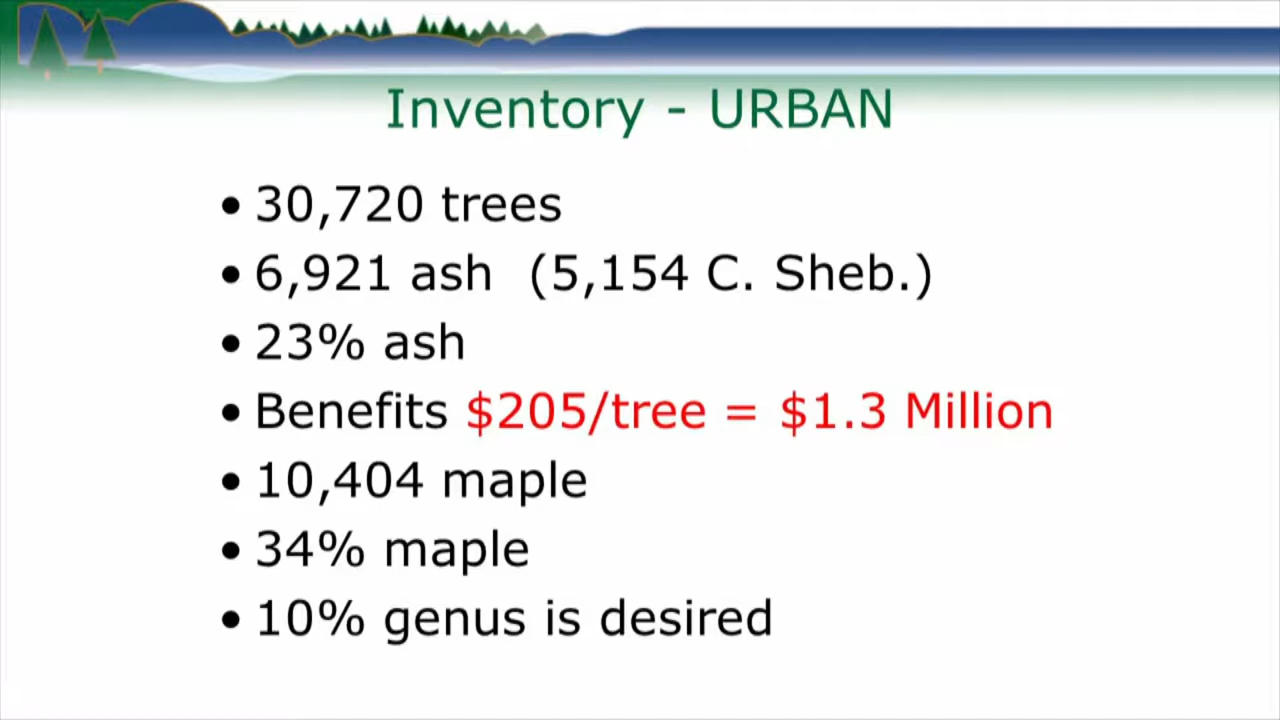 Inventory - URBAN
• 30,720 trees
• 6,921 ash (5,154 C. Sheb.)
• 23% ash
• Benefits $205/tree = $1.3 Million
• 10,404 maple
• 34% maple
• 10% genus is desired